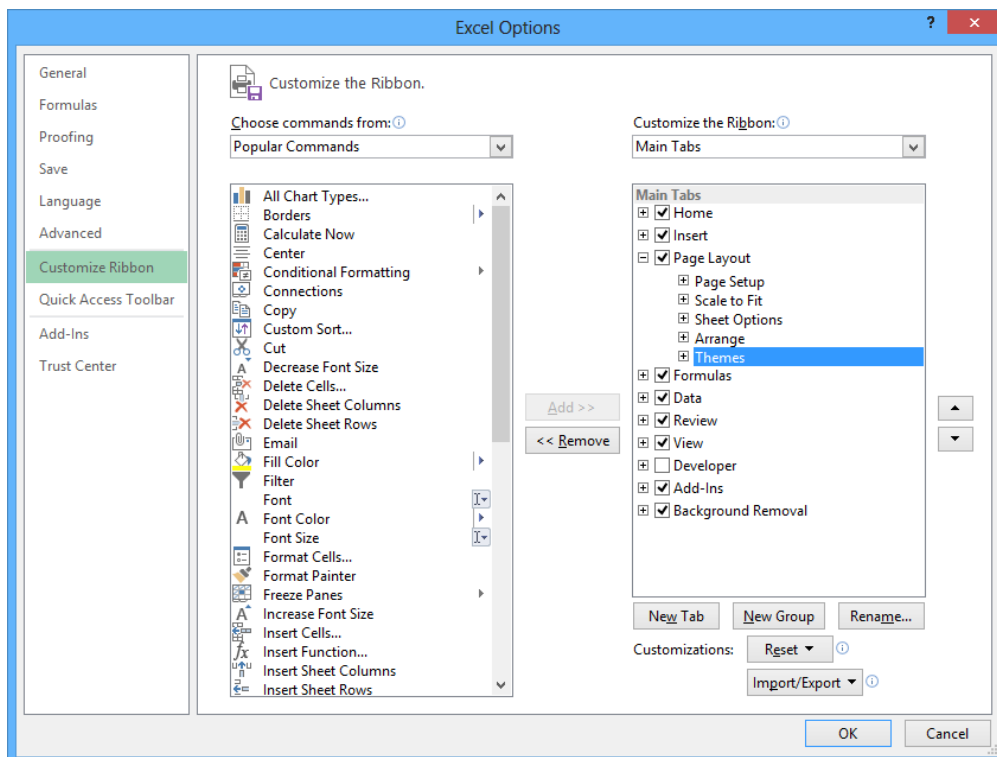 Excel Options
?
General
Formulas
Proofing
Save
Language
Advanced
Customize Ribbon
Quick Access Toolbar
Add-Ins
Trust Center
Customize the Ribbon.
Choose commands from:
Popular Commands
All Chart Types...
Borders
Calculate Now
Center
Conditional Formatting
Connections
Copy
Custom Sort...
Cut
Decrease Font Size
Delete Cells...
Delete Sheet Columns
Delete Sheet Rows
Email
Fill Color
Filter
Font
Font Color
Font Size
Format Cells...
Format Painter
Freeze Panes
Increase Font Size
Insert Cells...
Insert Function...
Insert Sheet Columns
Insert Sheet Rows
Add >>
<< Remove
Customize the Ribbon:
Main Tabs
Main Tabs
Home
Insert
Page Layout
Page Setup
Scale to Fit
Sheet Options
Arrange
Themes
Formulas
Data
Review
View
Developer
Add-Ins
Background Removal
New Tab
New Group
Rename...
Customizations:
Reset
Import/Export
OK
Cancel